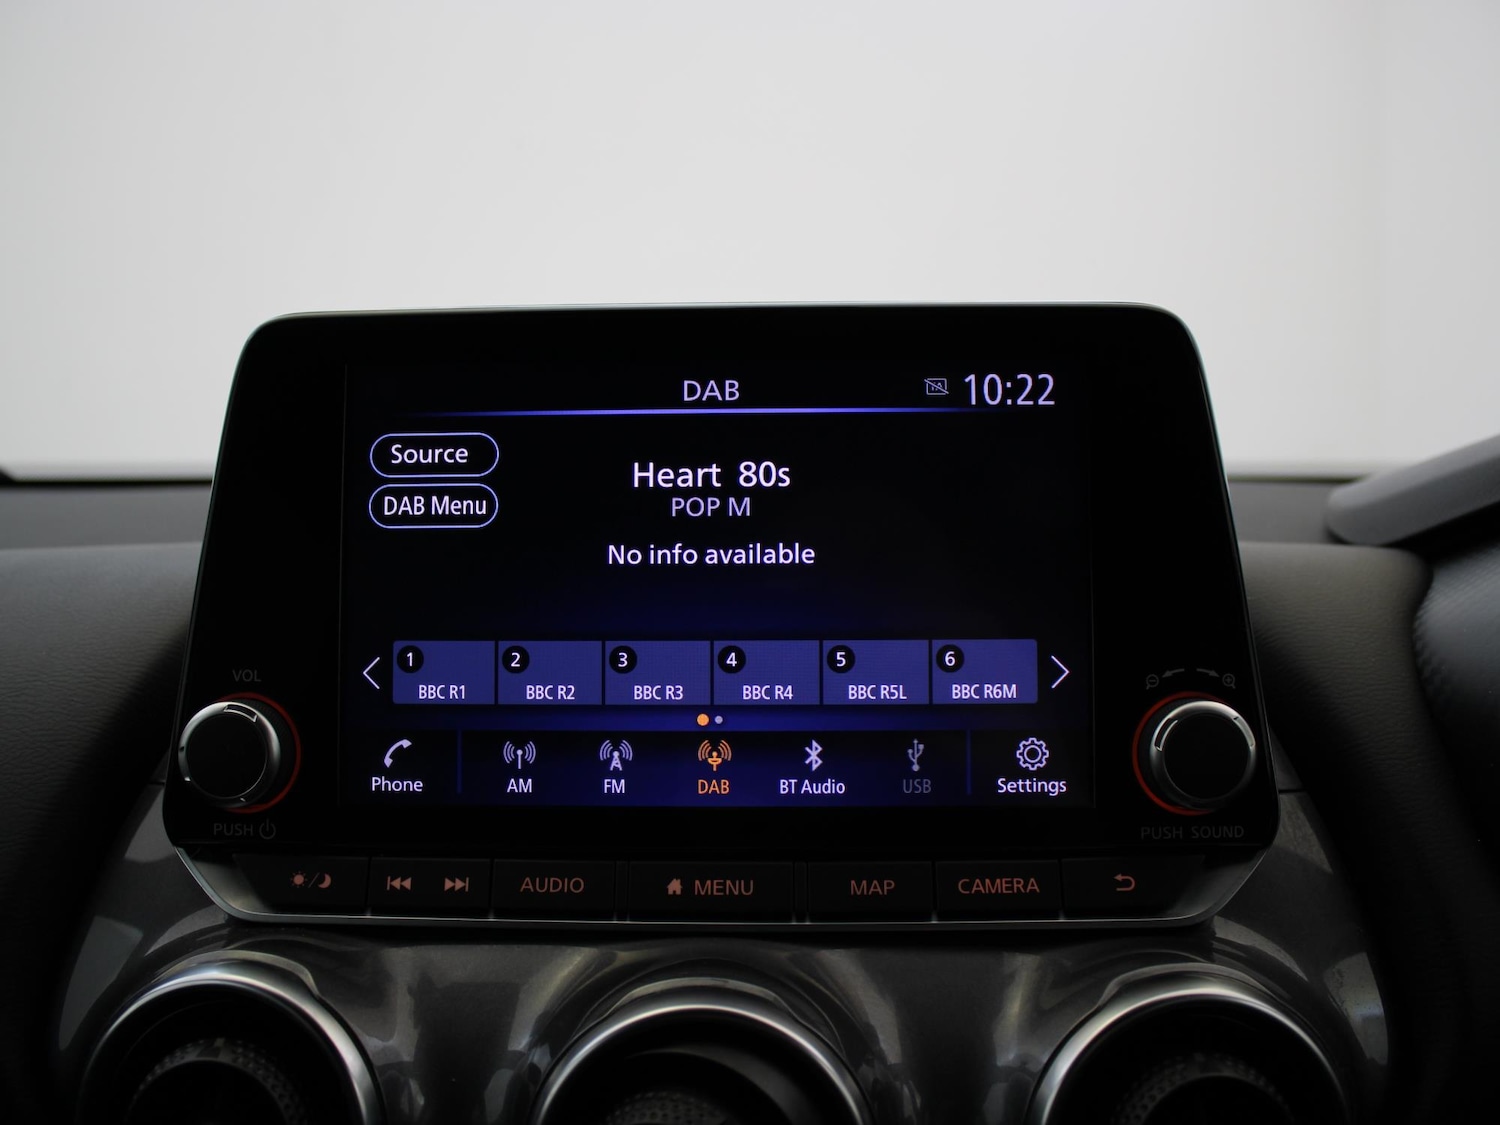 DAB
TA 10:22
Source
Heart 80s
DAB Menu
POP M
No info available
1 2 3 4 5 6
BBC R1 BBC R2 BBC R3 BBC R4 BBC R5L BBC R6M
Phone AM FM DAB BT Audio USB Settings
VOL
PUSH
PUSH SOUND
AUDIO MENU MAP CAMERA